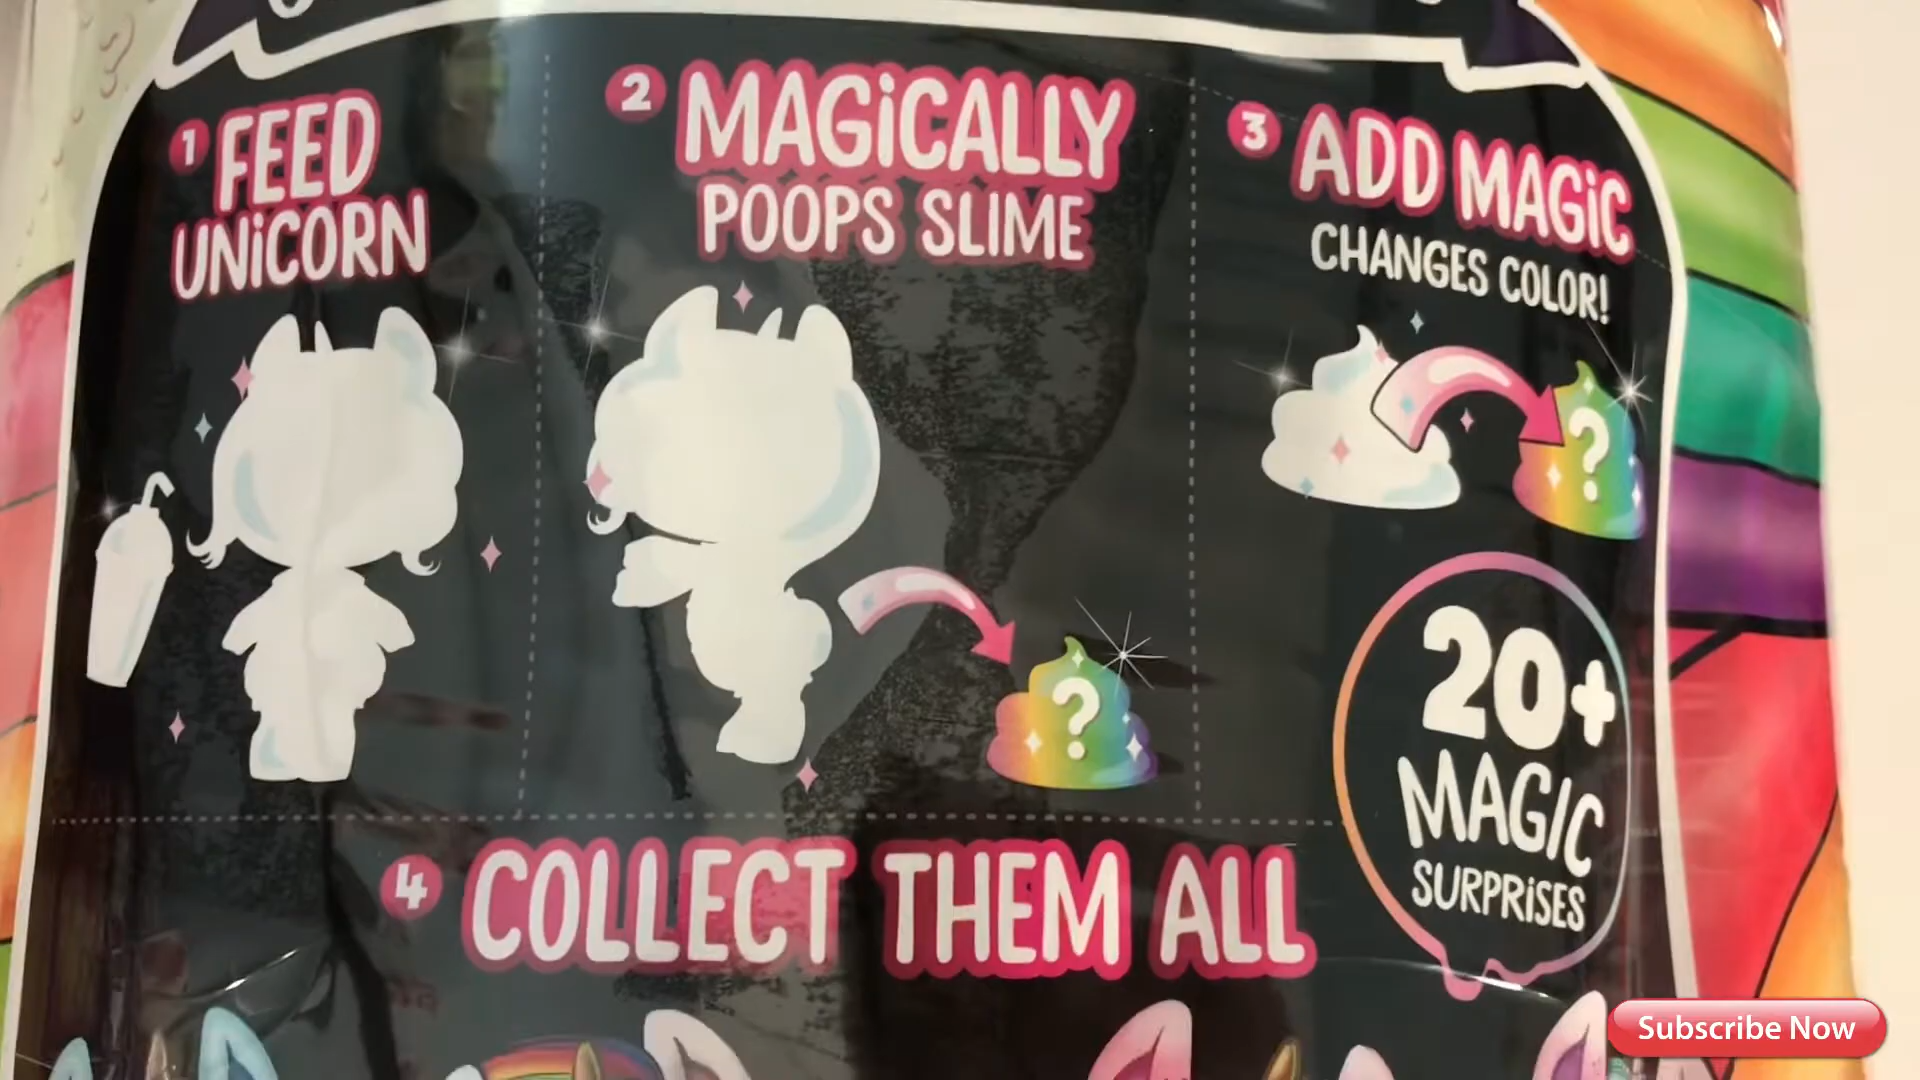 1 FEED
UNiCORN
2 MAGiCALLY
POOPS SLIME
3 ADD MAGiC
CHANGES COLOR!
?
?
20+
MAGIC
SURPRiSES
4 COLLECT THEM ALL
Subscribe Now